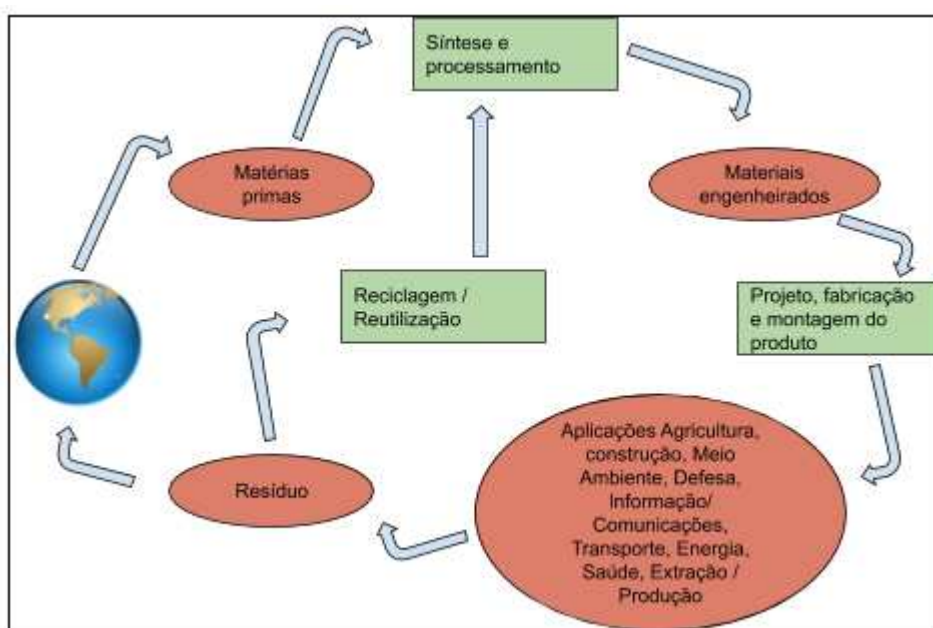 Síntese e
processamento
Matérias
primas
Materiais
engenheirados
Reciclagem /
Reutilização
Projeto, fabricação
e montagem do
produto
Aplicações Agricultura,
construção, Meio
Ambiente, Defesa,
Informação/
Comunicações,
Transporte, Energia,
Saúde, Extração /
Produção
Resíduo